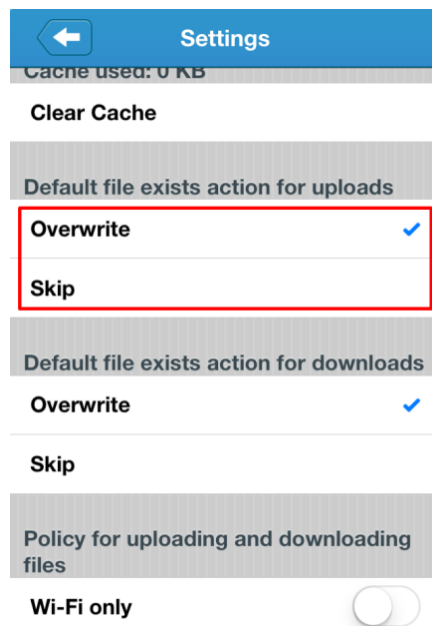 Settings
Cache used: 0 KB
Clear Cache
Default file exists action for uploads
Overwrite
Skip
Default file exists action for downloads
Overwrite
Skip
Policy for uploading and downloading
files
Wi-Fi only